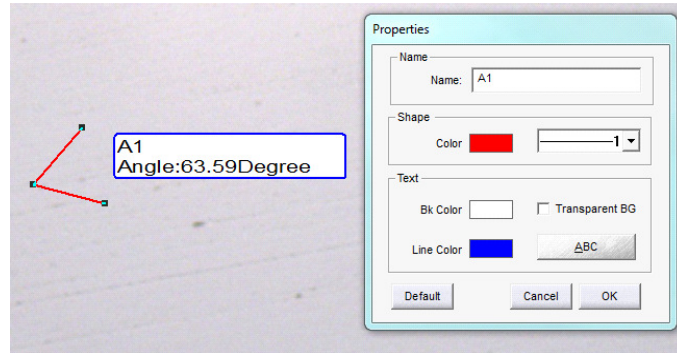 A1
Angle:63.59Degree
Properties
Name
Name: A1
Shape
Color 1
Text
Bk Color Transparent BG
Line Color ABC
Default Cancel OK